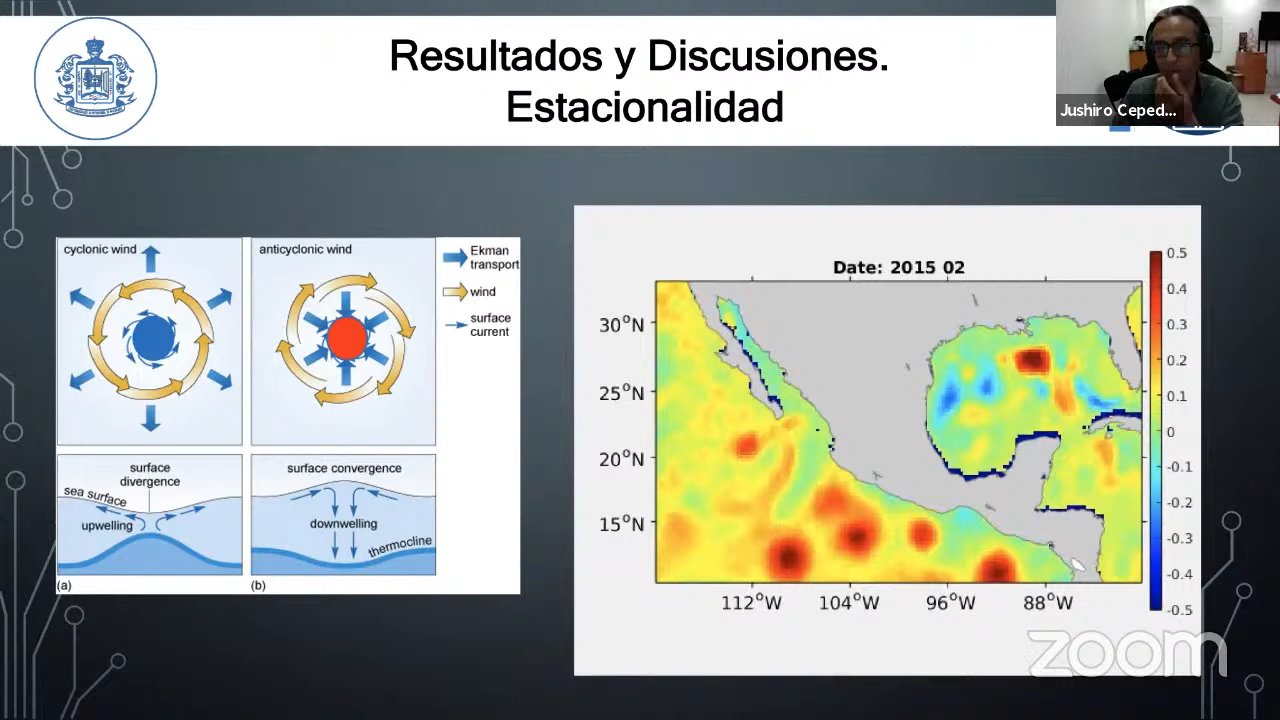 Resultados y Discusiones.
Estacionalidad
Jushiro Ceped...
cyclonic wind
anticyclonic wind
Ekman
transport
wind
surface
current
surface
divergence
sea surface
upwelling
surface convergence
downwelling
thermocline
(a)
(b)
Date: 2015 02
30°N
25°N
20°N
15°N
112°W
104°W
96°W
88°W
0.5
0.4
0.3
0.2
0.1
0
-0.1
-0.2
-0.3
-0.4
-0.5
zoom